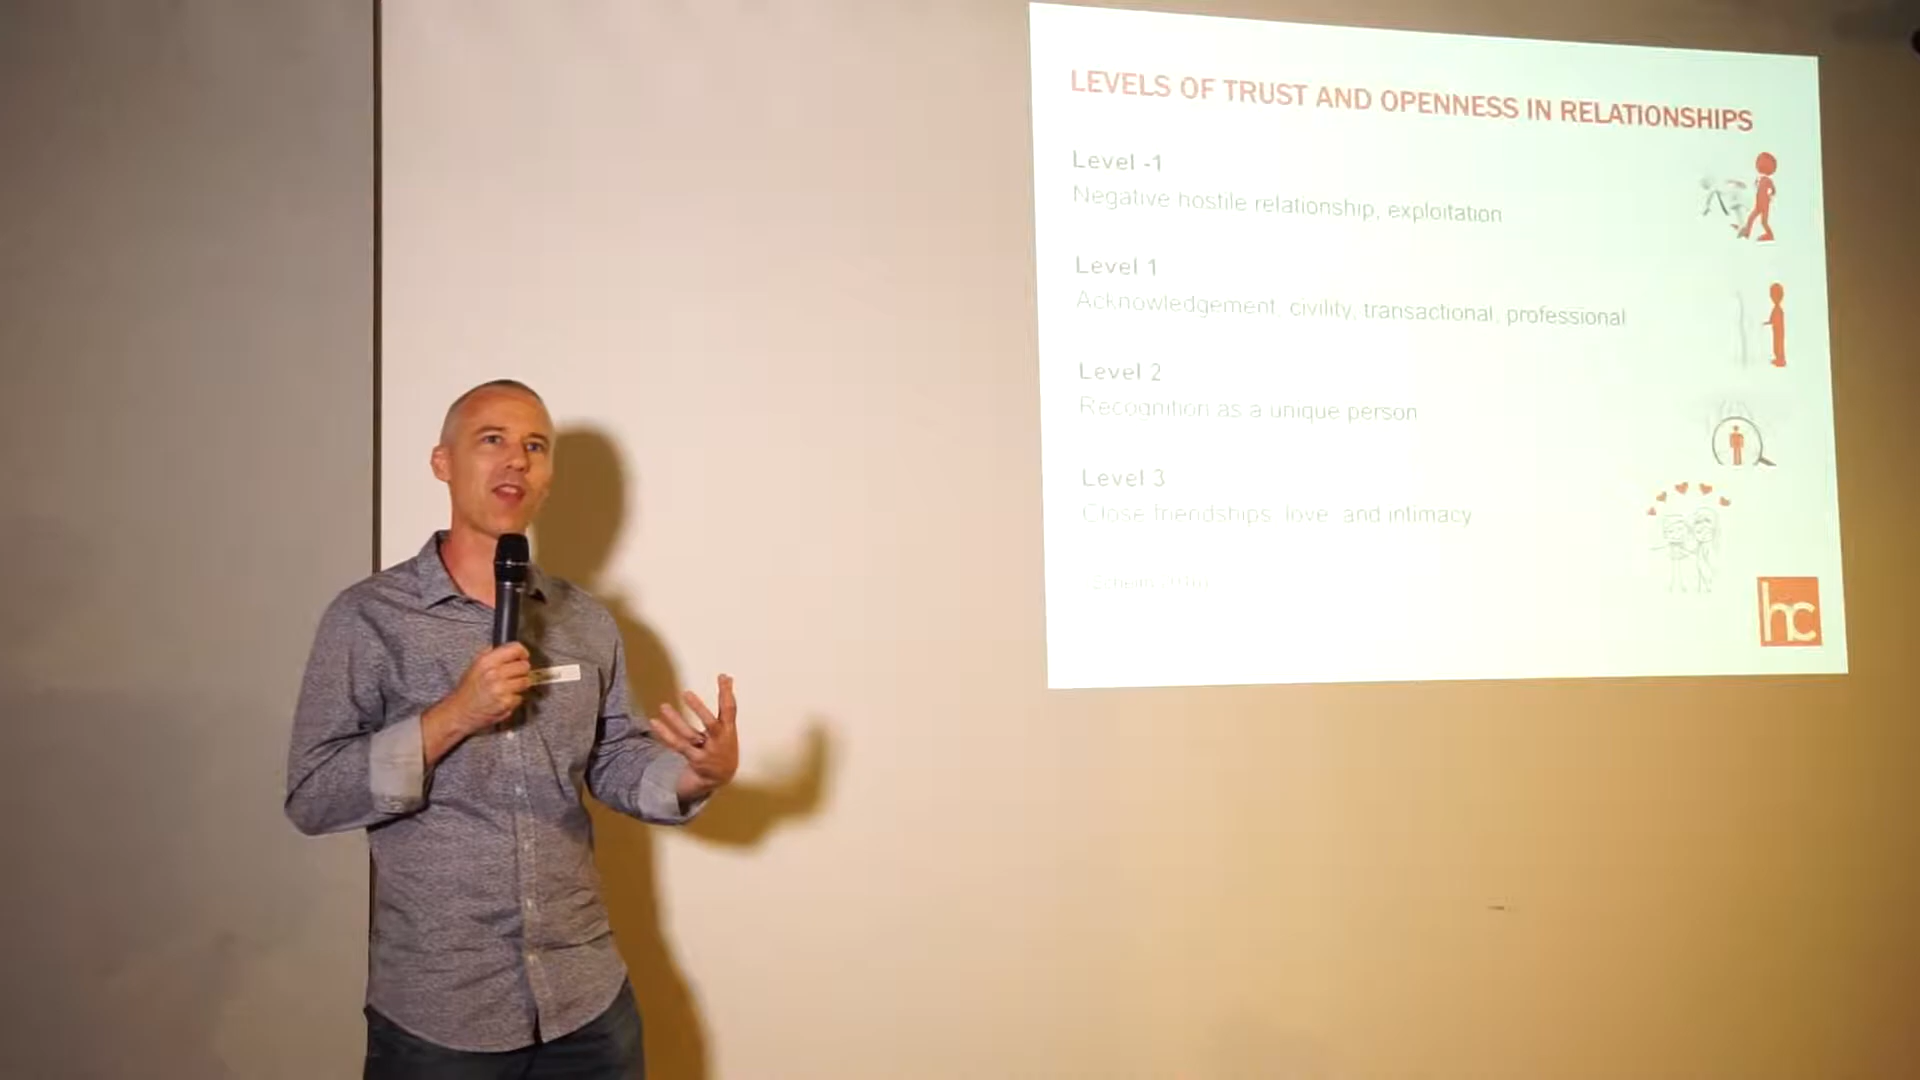 LEVELS OF TRUST AND OPENNESS IN RELATIONSHIPS
Level -1
Negative hostile relationship, exploitation
Level 1
Acknowledgement, civility, transactional, professional
Level 2
Recognition as a unique person
Level 3
Close friendships, love, and intimacy
hc